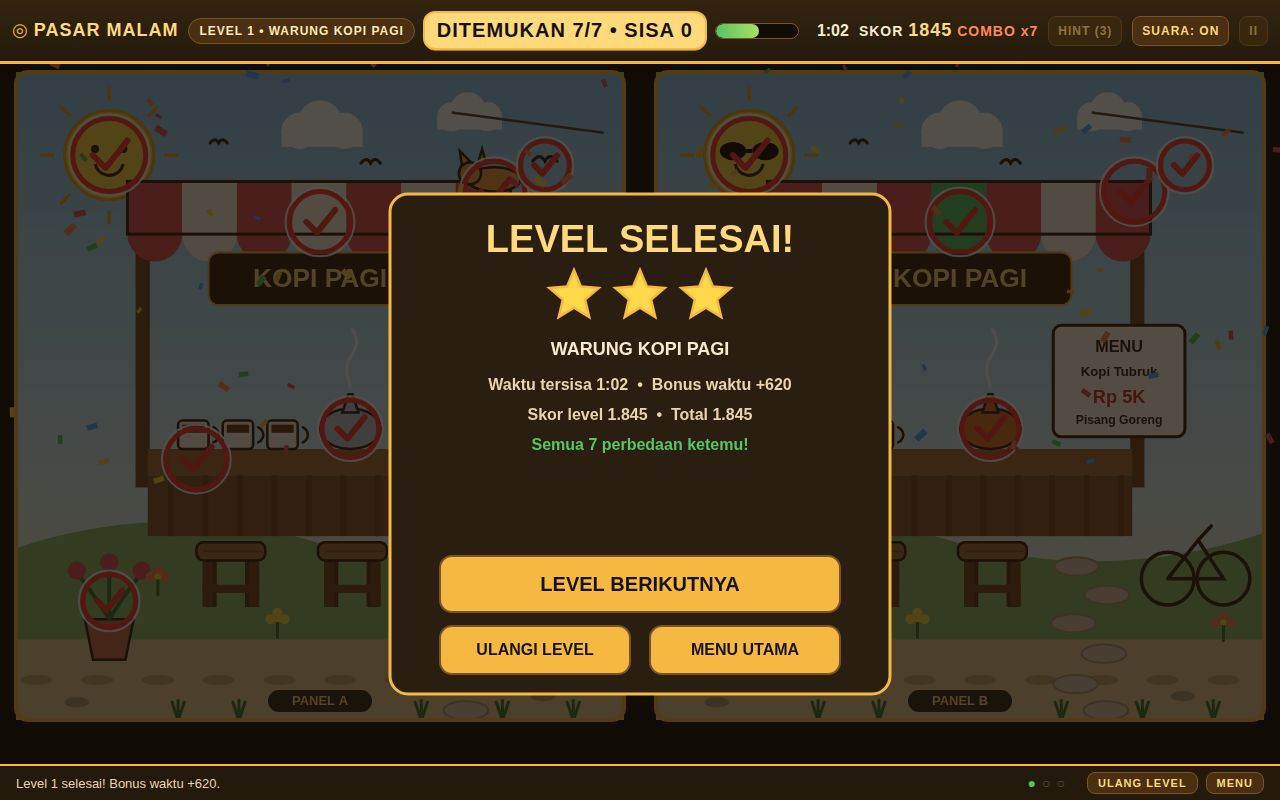 ◎ PASAR MALAM
LEVEL 1 • WARUNG KOPI PAGI
DITEMUKAN 7/7 • SISA 0
1:02
SKOR 1845 COMBO x7
HINT (3)
SUARA: ON
II
KOPI PAGI
KOPI PAGI
MENU
Kopi Tubruk
Rp 5K
Pisang Goreng
LEVEL SELESAI!
WARUNG KOPI PAGI
Waktu tersisa 1:02 • Bonus waktu +620
Skor level 1.845 • Total 1.845
Semua 7 perbedaan ketemu!
LEVEL BERIKUTNYA
ULANGI LEVEL
MENU UTAMA
PANEL A
PANEL B
Level 1 selesai! Bonus waktu +620.
ULANG LEVEL
MENU